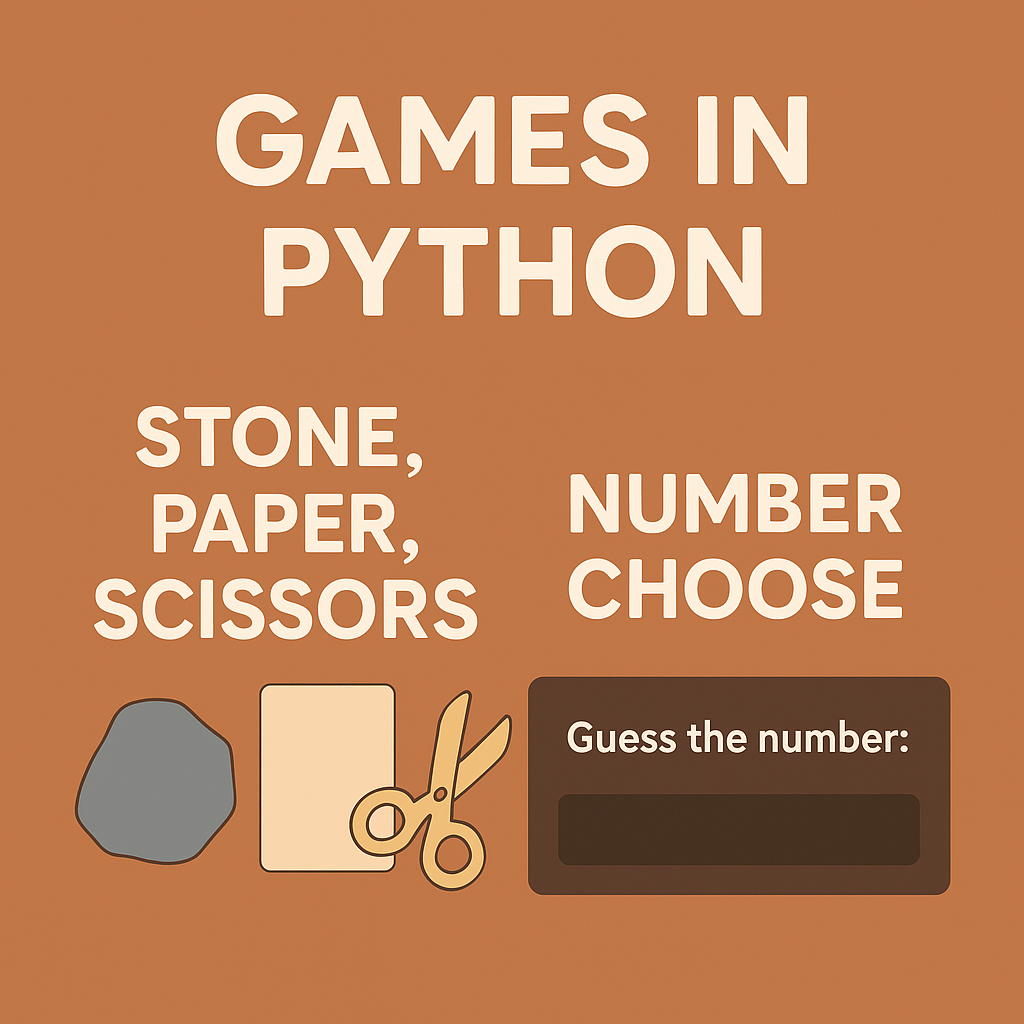 GAMES IN
PYTHON
STONE,
PAPER,
SCISSORS
NUMBER
CHOOSE
Guess the number: